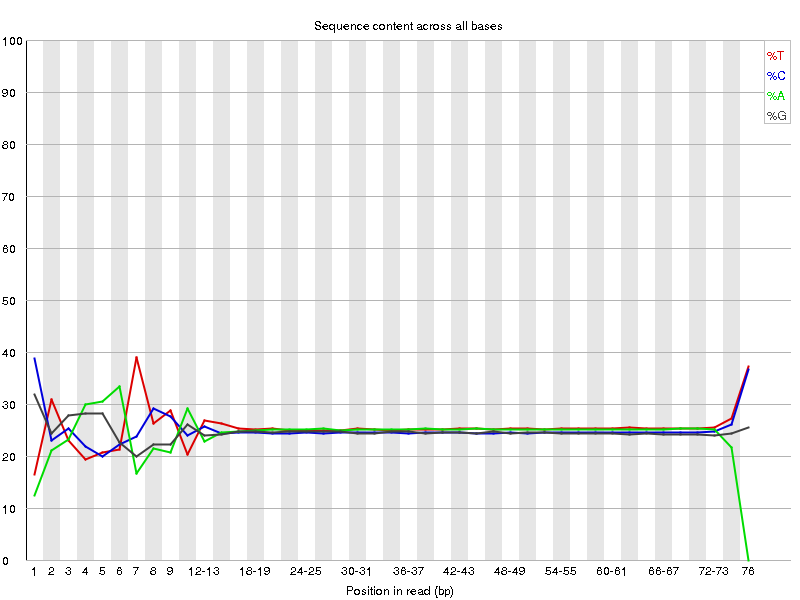 Sequence content across all bases
100
90
80
70
60
50
40
30
20
10
0
%T
%C
%A
%G
1 2 3 4 5 6 7 8 9 12-13 18-19 24-25 30-31 36-37 42-43 48-49 54-55 60-61 66-67 72-73 76
Position in read (bp)